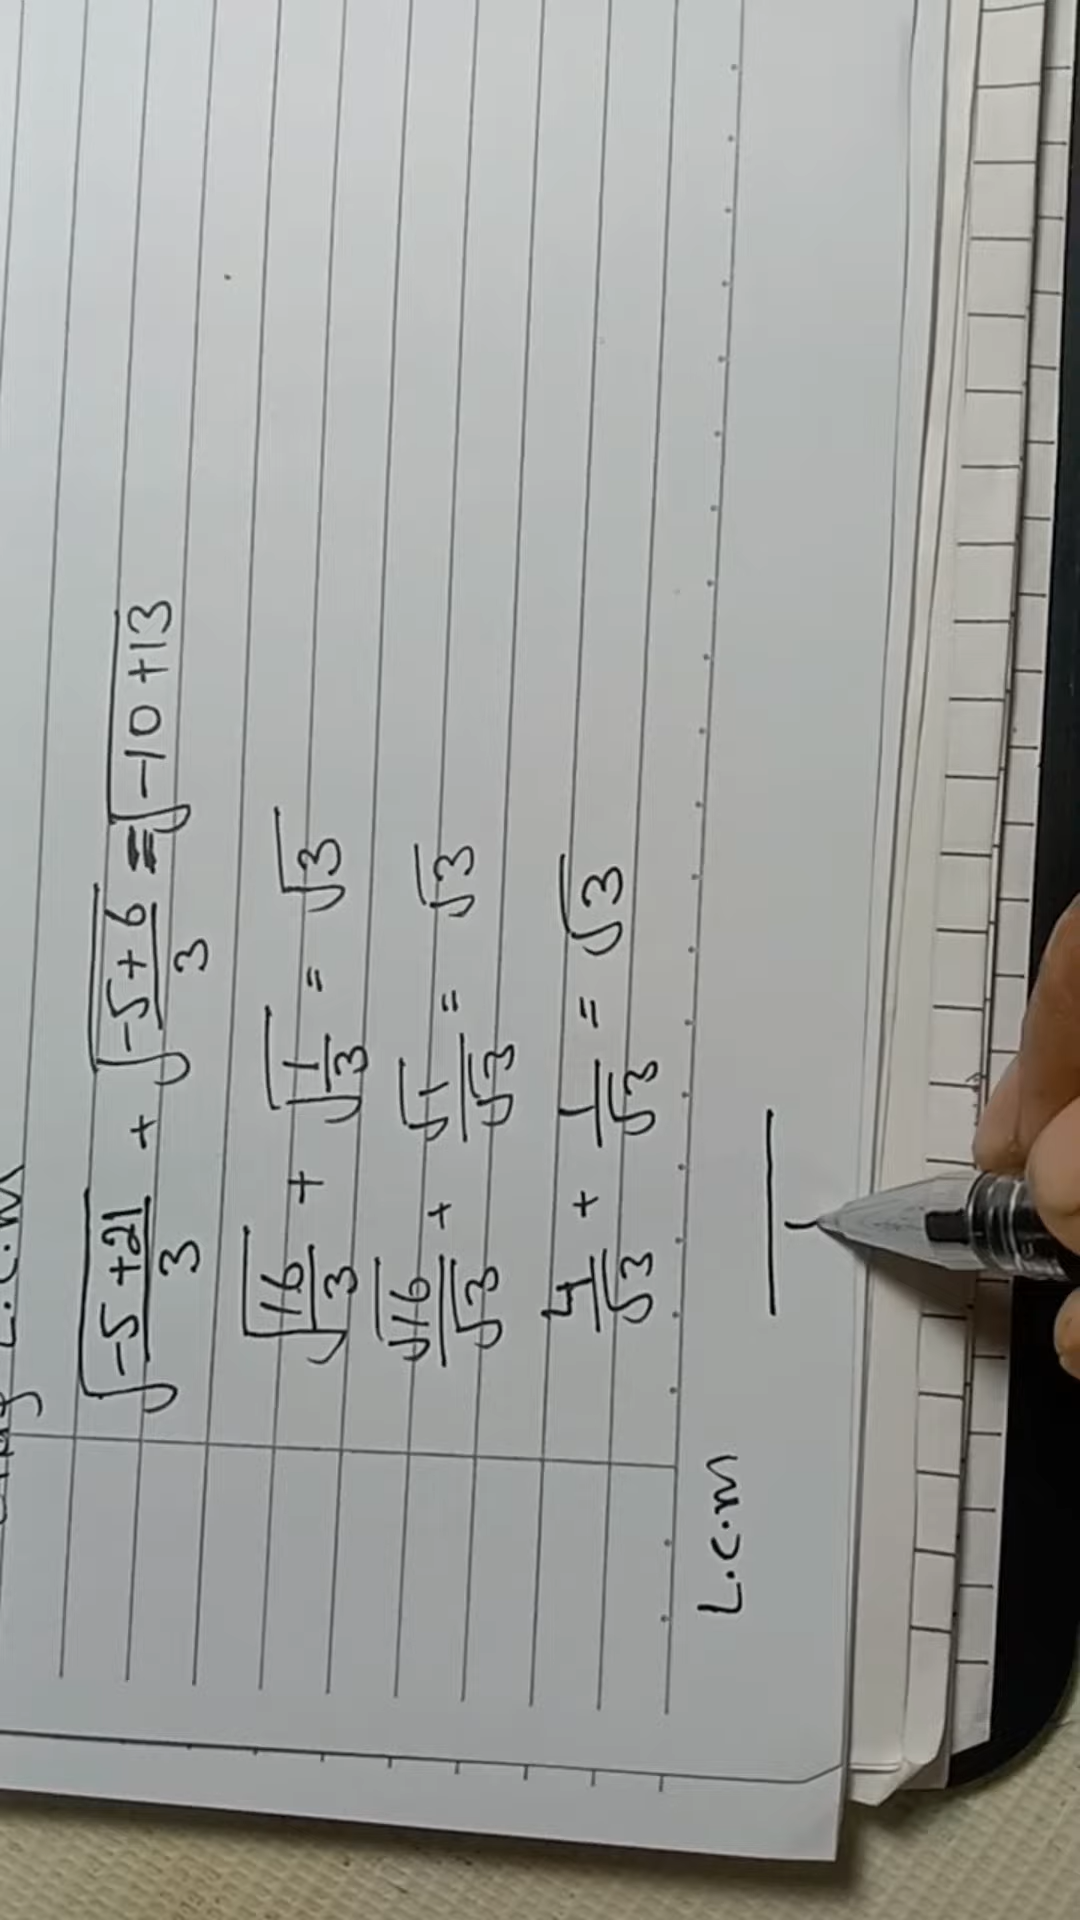 L.C.M
√(-5+21)/3 + √(-5+6)/3 = √-10+13
√16/3 + √1/3 = √3
√16/√3 + √1/√3 = √3
4/√3 + 1/√3 = √3
L.C.M